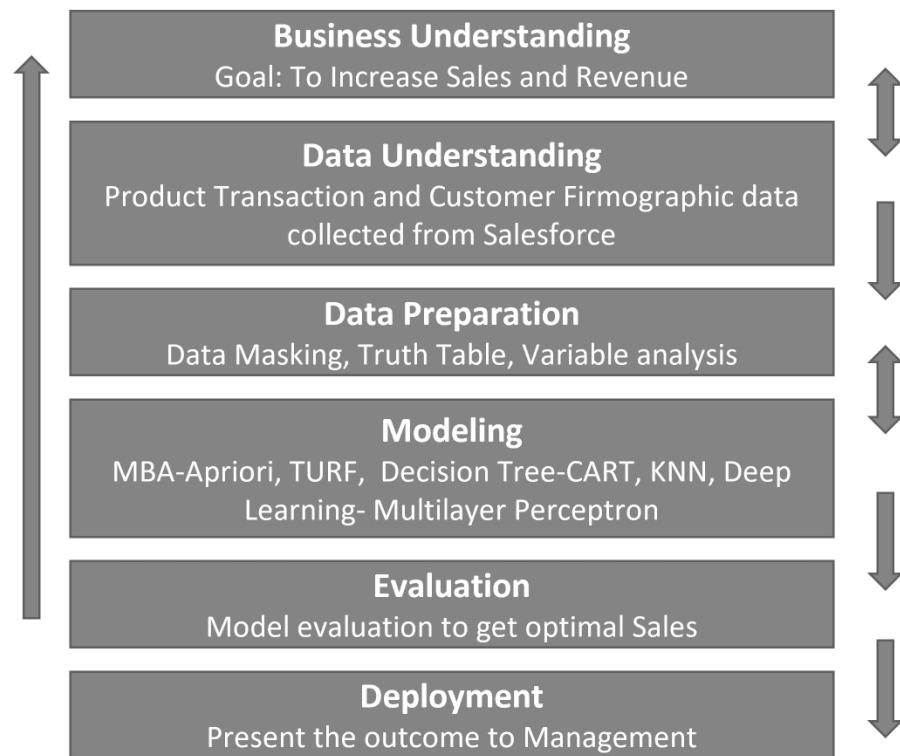 Business Understanding
Goal: To Increase Sales and Revenue
Data Understanding
Product Transaction and Customer Firmographic data
collected from Salesforce
Data Preparation
Data Masking, Truth Table, Variable analysis
Modeling
MBA-Apriori, TURF,  Decision Tree-CART, KNN, Deep
Learning- Multilayer Perceptron
Evaluation
Model evaluation to get optimal Sales
Deployment
Present the outcome to Management